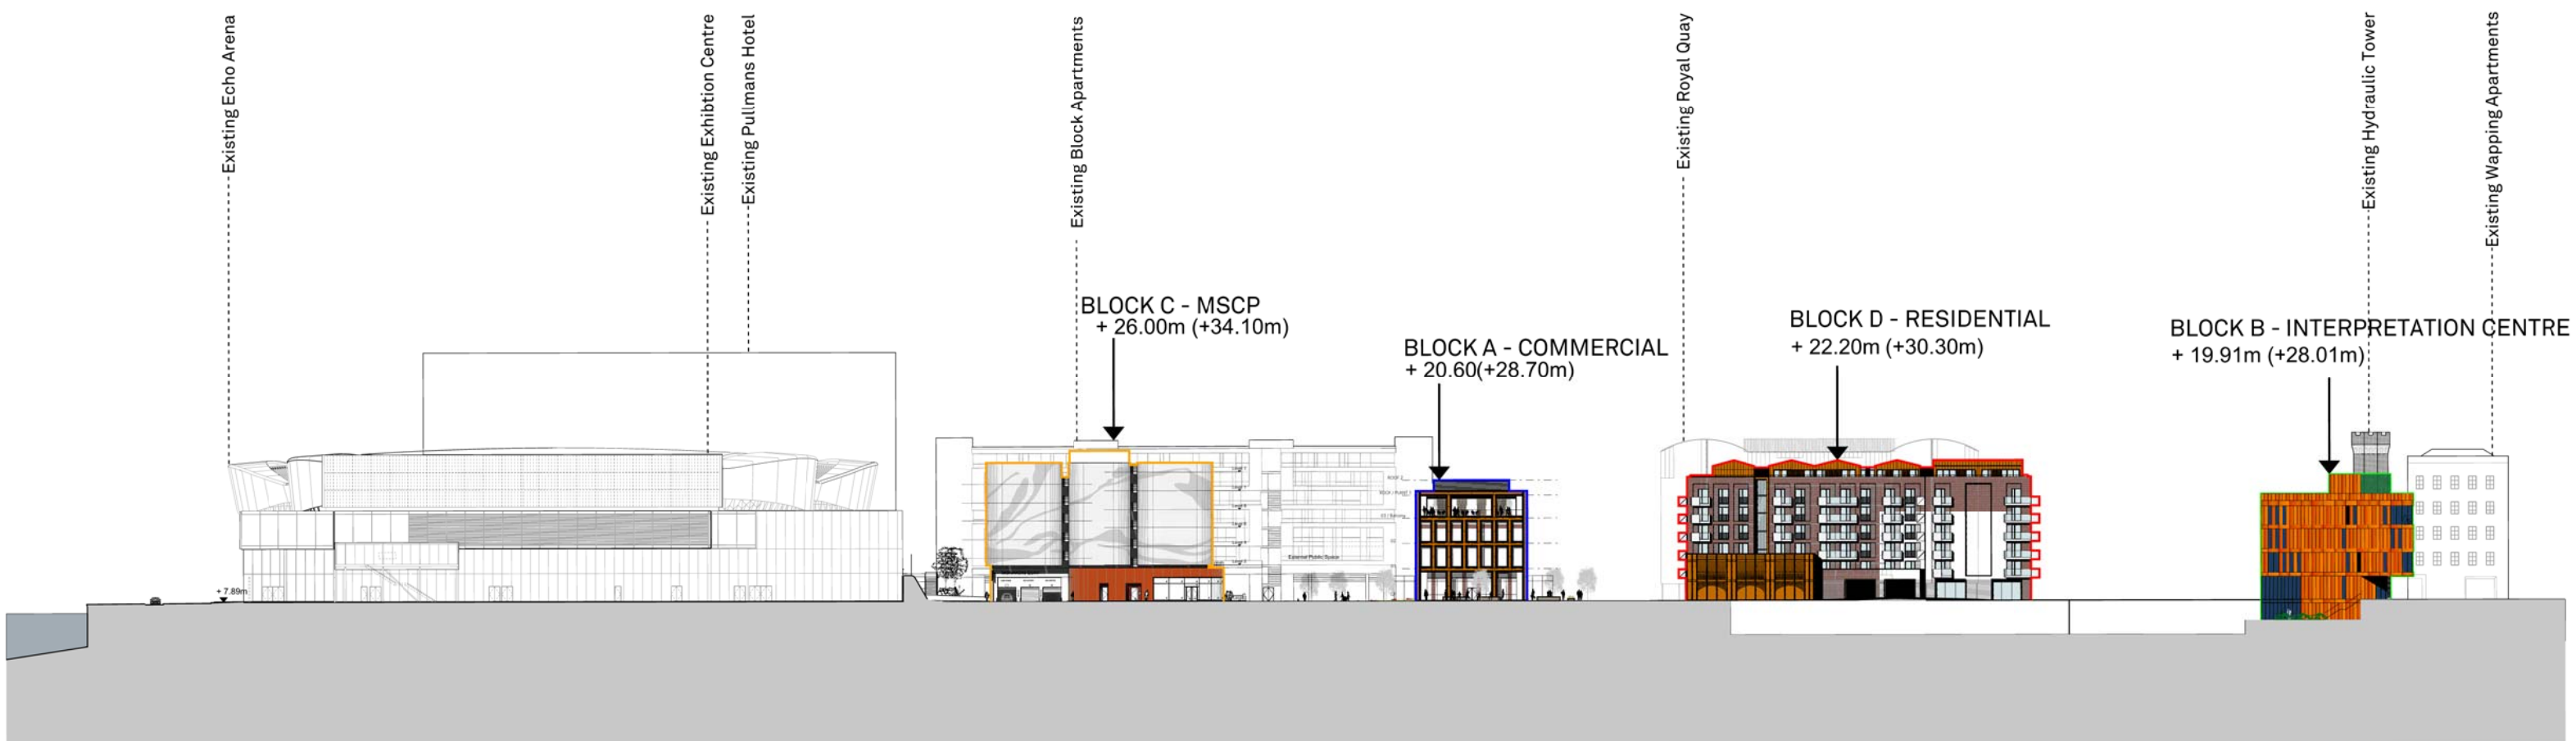 Existing Echo Arena
Existing Exhibtion Centre
Existing Pullmans Hotel
Existing Block Apartments
Existing Royal Quay
Existing Hydraulic Tower
Existing Wapping Apartments
BLOCK C - MSCP
+ 26.00m (+34.10m)
BLOCK A - COMMERCIAL
+ 20.60(+28.70m)
BLOCK D - RESIDENTIAL
+ 22.20m (+30.30m)
BLOCK B - INTERPRETATION CENTRE
+ 19.91m (+28.01m)
External Public Space
+ 7.89m